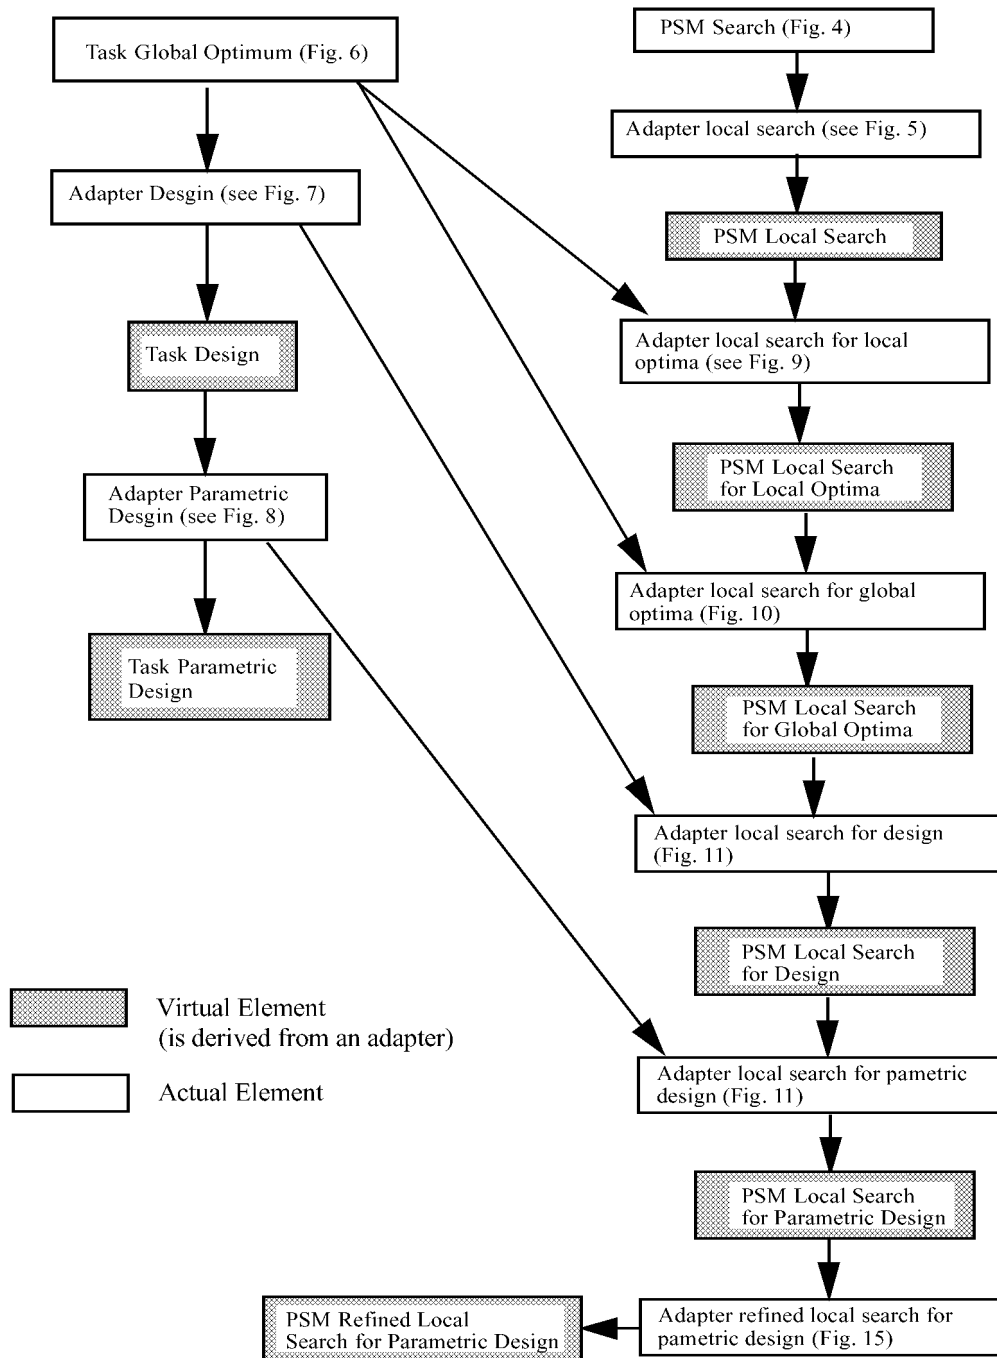 Task Global Optimum (Fig. 6)
Adapter Desgin (see Fig. 7)
Task Design
Adapter Parametric
Desgin (see Fig. 8)
Task Parametric
Design
PSM Search (Fig. 4)
Adapter local search (see Fig. 5)
PSM Local Search
Adapter local search for local
optima (see Fig. 9)
PSM Local Search
for Local Optima
Adapter local search for global
optima (Fig. 10)
PSM Local Search
for Global Optima
Adapter local search for design
(Fig. 11)
PSM Local Search
for Design
Adapter local search for pametric
design (Fig. 11)
PSM Local Search
for Parametric Design
Adapter refined local search for
pametric design (Fig. 15)
PSM Refined Local
Search for Parametric Design
Virtual Element
(is derived from an adapter)
Actual Element